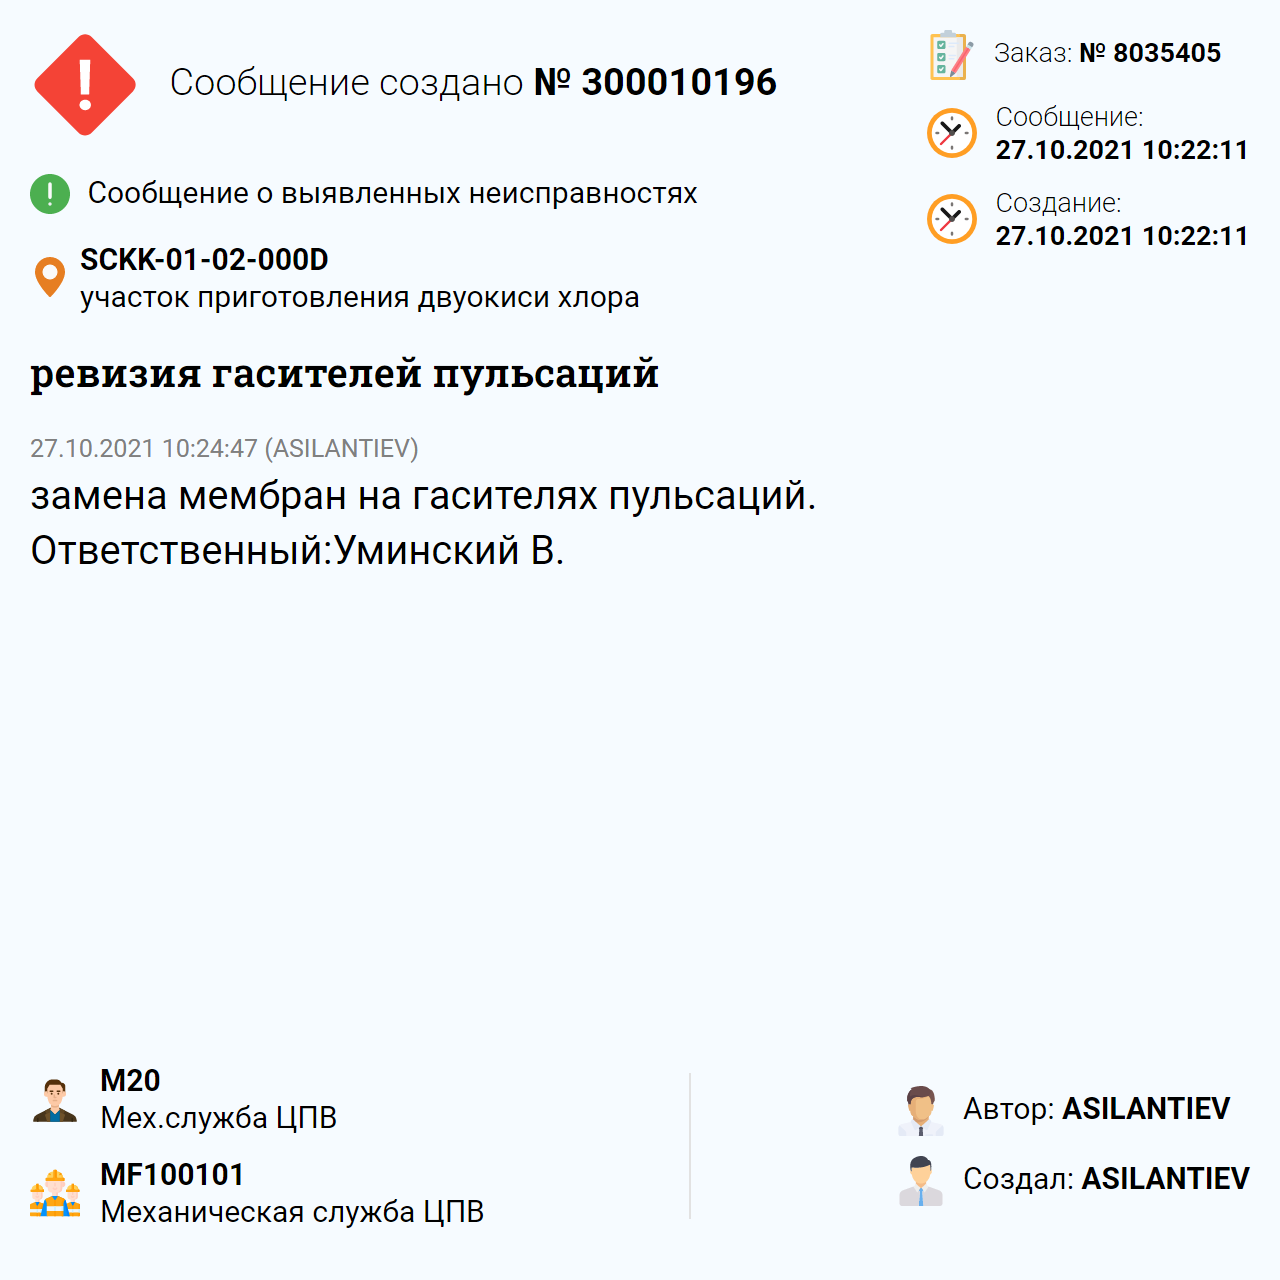 Сообщение создано № 300010196
Заказ: № 8035405
Сообщение:
27.10.2021 10:22:11
Создание:
27.10.2021 10:22:11
Сообщение о выявленных неисправностях
SCKK-01-02-000D
участок приготовления двуокиси хлора
ревизия гасителей пульсаций
27.10.2021 10:24:47 (ASILANTIEV)
замена мембран на гасителях пульсаций.
Ответственный:Уминский В.
M20
Мех.служба ЦПВ
MF100101
Механическая служба ЦПВ
Автор: ASILANTIEV
Создал: ASILANTIEV